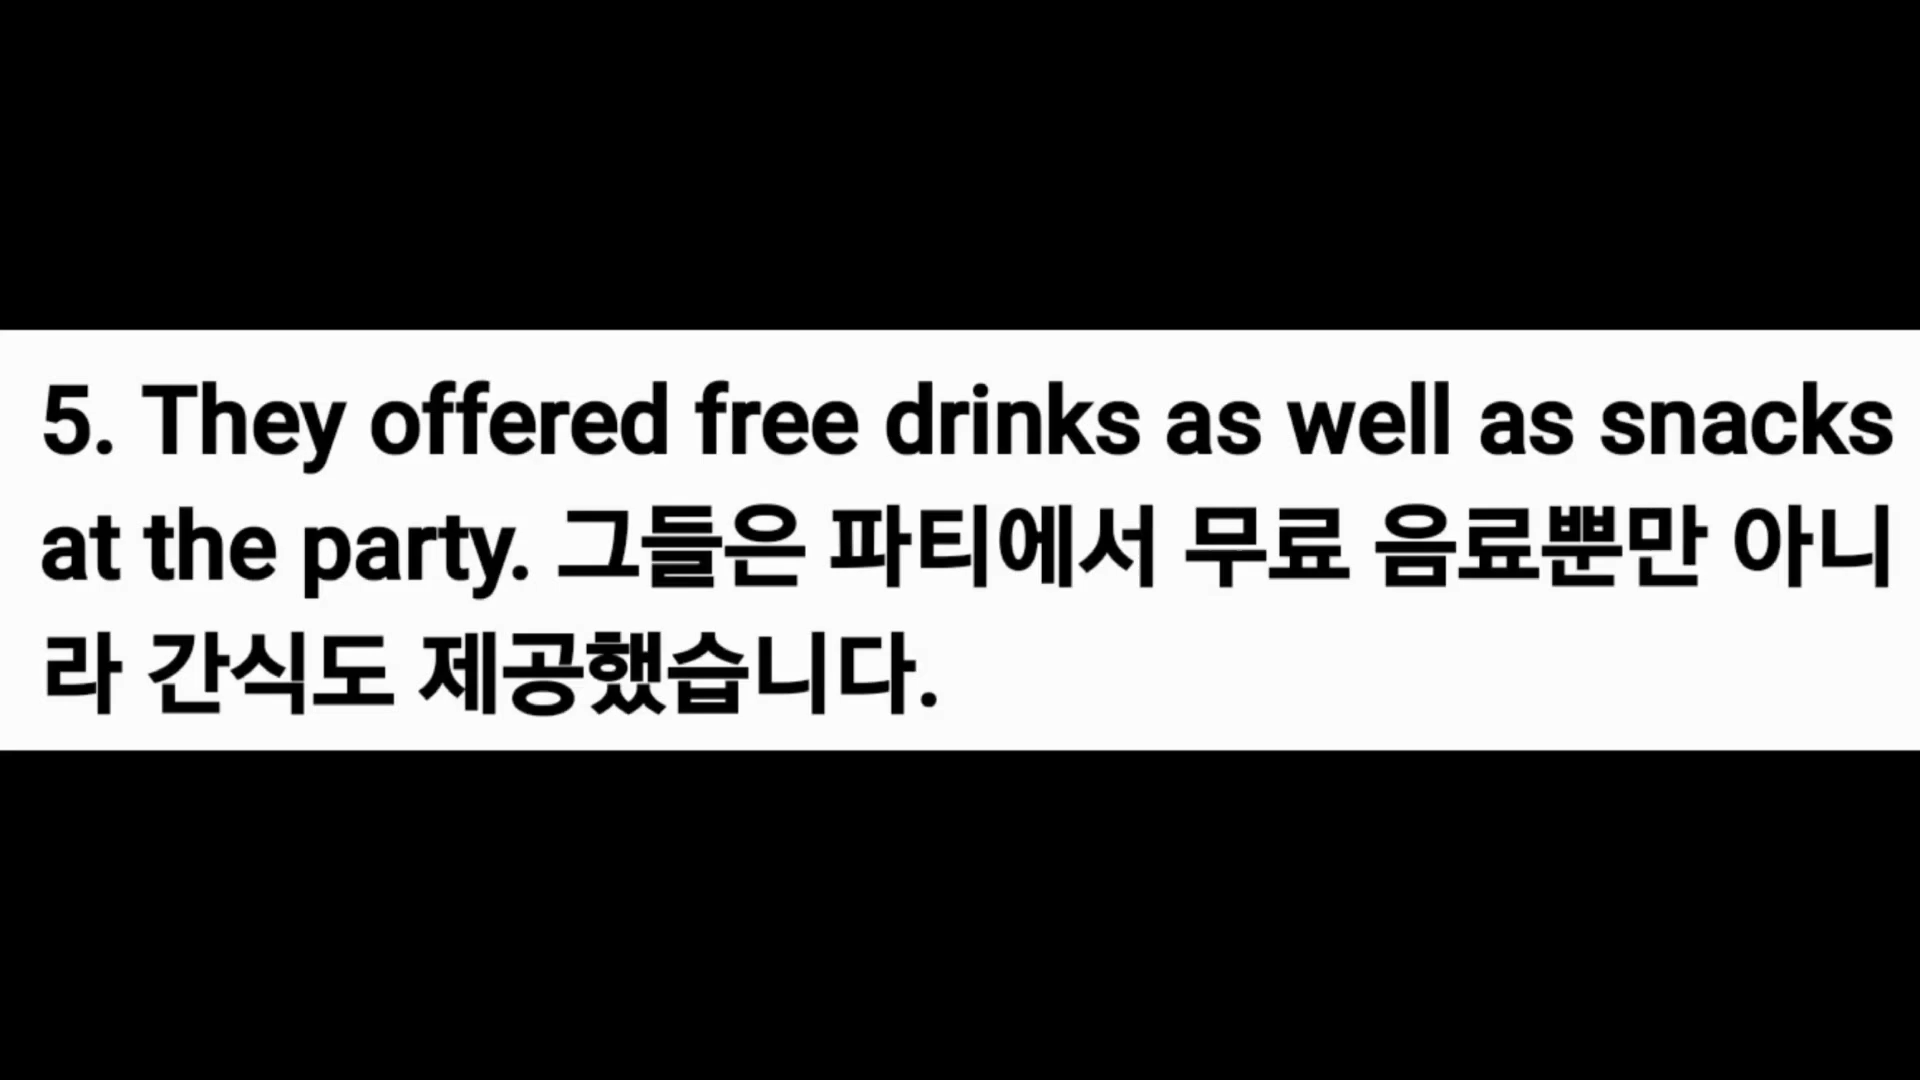 5. They offered free drinks as well as snacks
at the party. 그들은 파티에서 무료 음료뿐만 아니
라 간식도 제공했습니다.